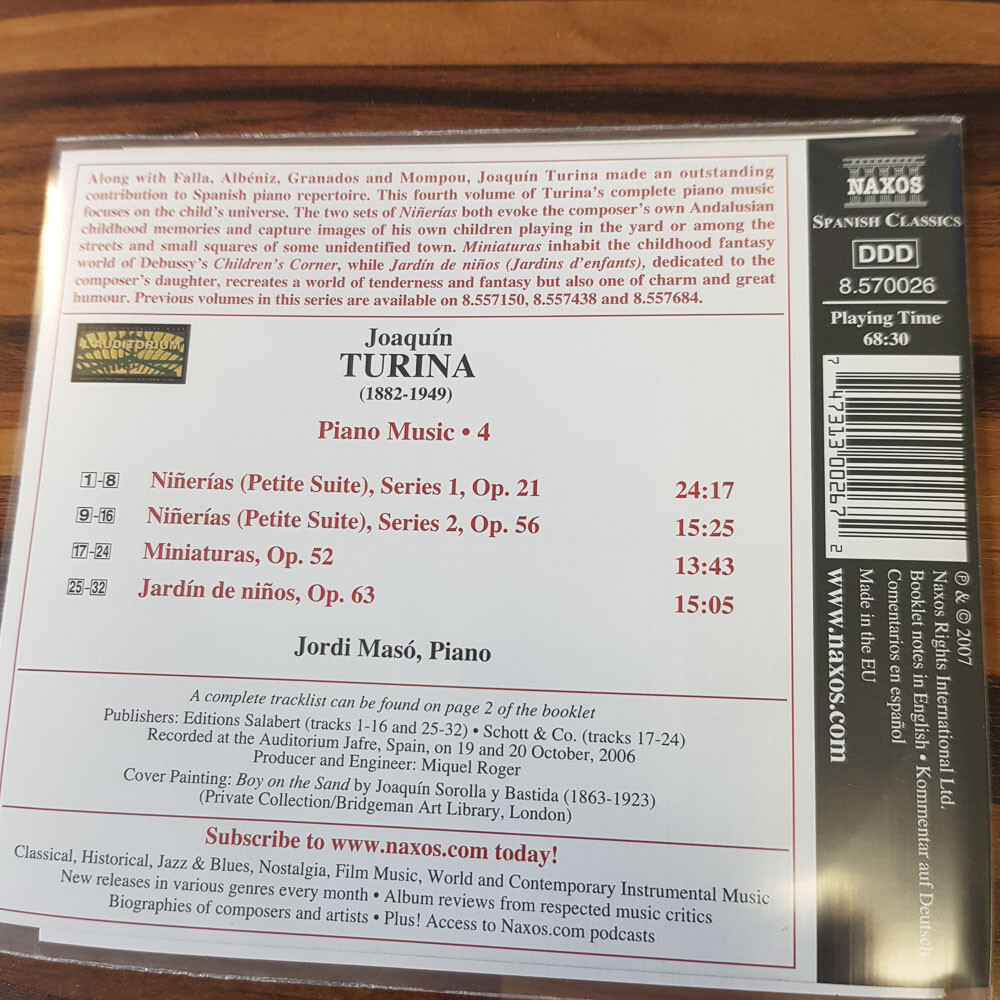 Along with Falla, Albéniz, Granados and Mompou, Joaquín Turina made an outstanding
contribution to Spanish piano repertoire. This fourth volume of Turina's complete piano music
focuses on the child's universe. The two sets of Niñerías both evoke the composer's own Andalusian
childhood memories and capture images of his own children playing in the yard or among the
streets and small squares of some unidentified town. Miniaturas inhabit the childhood fantasy
world of Debussy's Children's Corner, while Jardín de niños (Jardins d'enfants), dedicated to the
composer's daughter, recreates a world of tenderness and fantasy but also one of charm and great
humour. Previous volumes in this series are available on 8.557150, 8.557438 and 8.557684.
L'AUDITORIUM
Joaquín
TURINA
(1882-1949)
Piano Music • 4
1-8 Niñerías (Petite Suite), Series 1, Op. 21 24:17
9-16 Niñerías (Petite Suite), Series 2, Op. 56 15:25
17-24 Miniaturas, Op. 52 13:43
25-32 Jardín de niños, Op. 63 15:05
Jordi Masó, Piano
A complete tracklist can be found on page 2 of the booklet
Publishers: Editions Salabert (tracks 1-16 and 25-32) • Schott & Co. (tracks 17-24)
Recorded at the Auditorium Jafre, Spain, on 19 and 20 October, 2006
Producer and Engineer: Miquel Roger
Cover Painting: Boy on the Sand by Joaquín Sorolla y Bastida (1863-1923)
(Private Collection/Bridgeman Art Library, London)
Subscribe to www.naxos.com today!
Classical, Historical, Jazz & Blues, Nostalgia, Film Music, World and Contemporary Instrumental Music
New releases in various genres every month • Album reviews from respected music critics
Biographies of composers and artists • Plus! Access to Naxos.com podcasts
NAXOS
SPANISH CLASSICS
DDD
8.570026
Playing Time
68:30
7 47313 00267 2
℗ & © 2007
Naxos Rights International Ltd.
Booklet notes in English • Kommentar auf Deutsch
Comentarios en español
Made in the EU
www.naxos.com